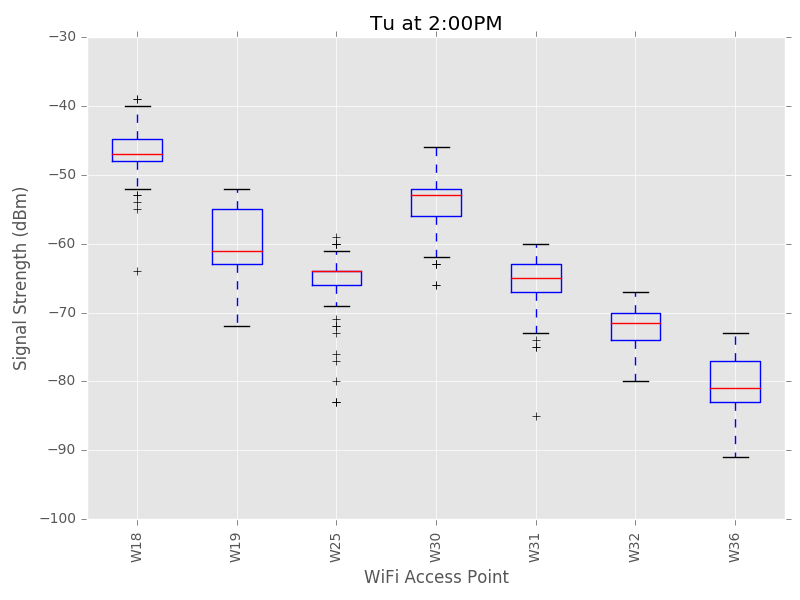 Tu at 2:00PM
Signal Strength (dBm)
−30
−40
−50
−60
−70
−80
−90
−100
W18
W19
W25
W30
W31
W32
W36
WiFi Access Point